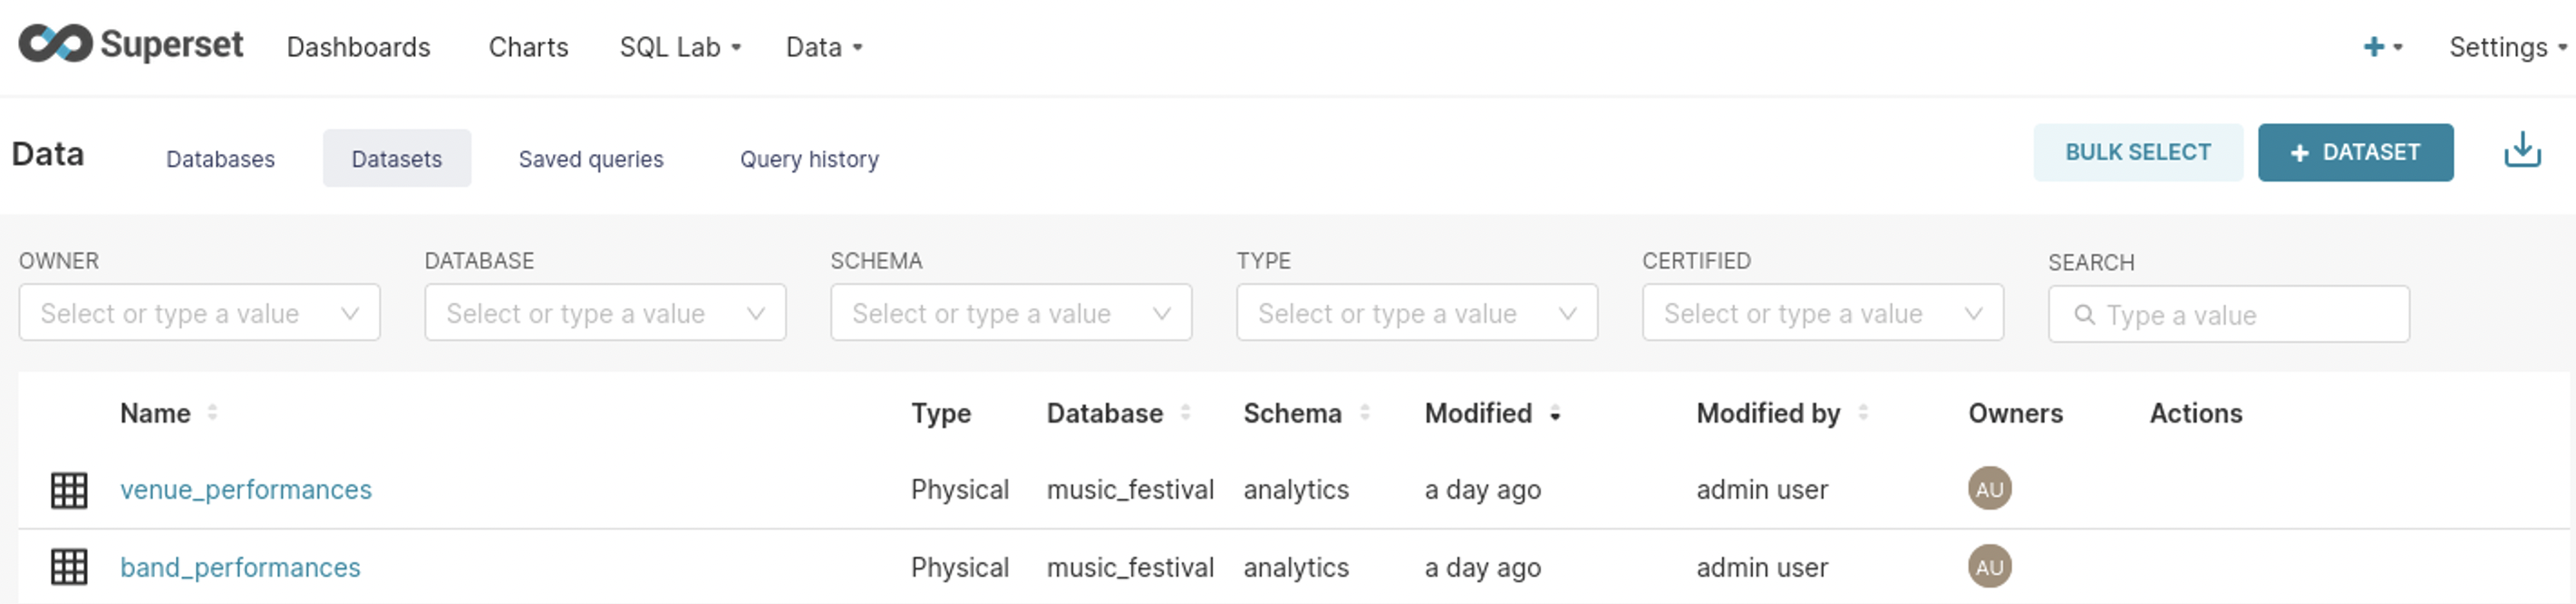 Superset Dashboards Charts SQL Lab Data + Settings
Data Databases Datasets Saved queries Query history BULK SELECT + DATASET
OWNER DATABASE SCHEMA TYPE CERTIFIED SEARCH
Select or type a value Select or type a value Select or type a value Select or type a value Select or type a value Type a value
Name Type Database Schema Modified Modified by Owners Actions
venue_performances Physical music_festival analytics a day ago admin user AU
band_performances Physical music_festival analytics a day ago admin user AU